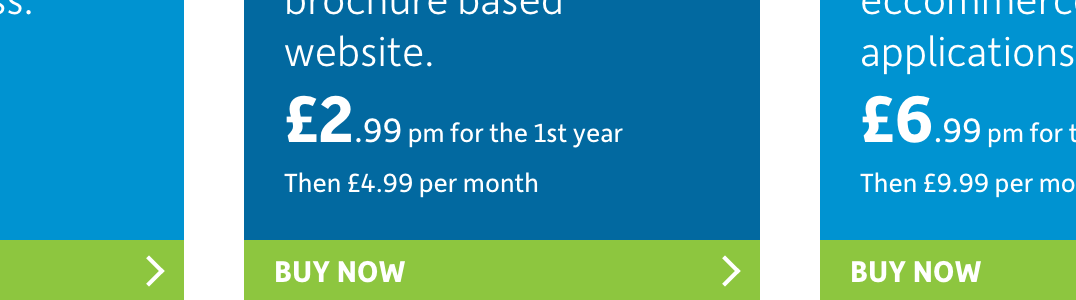 ss.
brochure based
website.
£2.99 pm for the 1st year
Then £4.99 per month
BUY NOW
eccommerc
applications
£6.99 pm for t
Then £9.99 per mo
BUY NOW